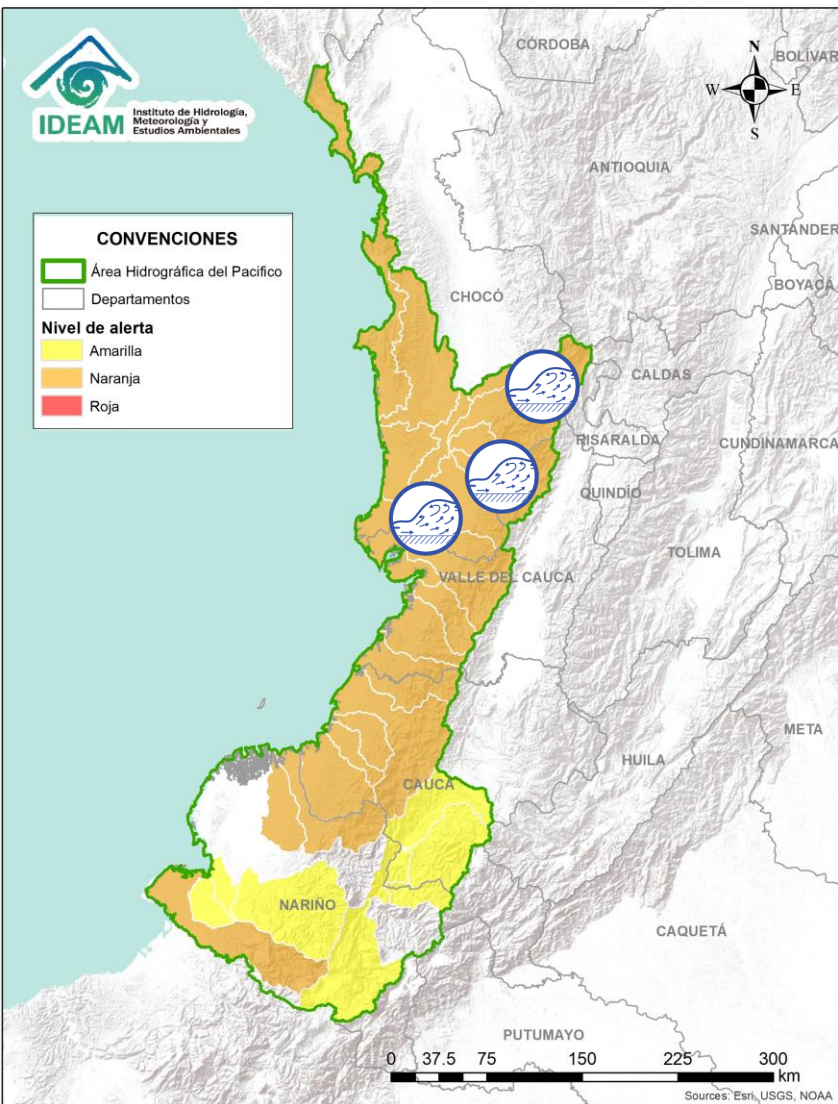 CÓRDOBA
BOLÍVAR
N
W
E
S
IDEAM
Instituto de Hidrología,
Meteorología y
Estudios Ambientales
ANTIOQUIA
SANTANDER
CONVENCIONES
Área Hidrográfica del Pacifico
Departamentos
Nivel de alerta
Amarilla
Naranja
Roja
BOYACÁ
CHOCÓ
CALDAS
RISARALDA
CUNDINAMARCA
QUINDÍO
TOLIMA
VALLE DEL CAUCA
META
HUILA
CAUCA
NARIÑO
CAQUETÁ
PUTUMAYO
0 37.5 75 150 225 300
km
Sources: Esri, USGS, NOAA